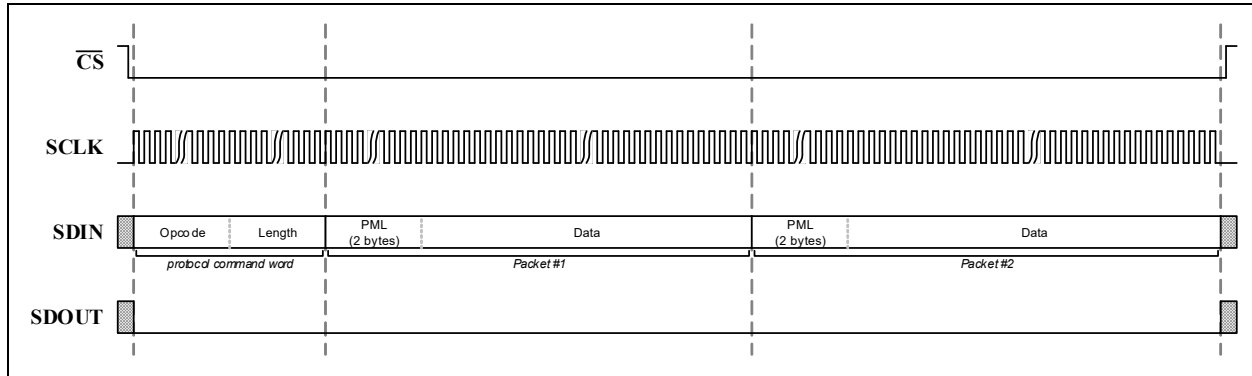 CS
SCLK
SDIN
Opcode Length PML (2 bytes) Data PML (2 bytes) Data
protocol command word Packet #1 Packet #2
SDOUT